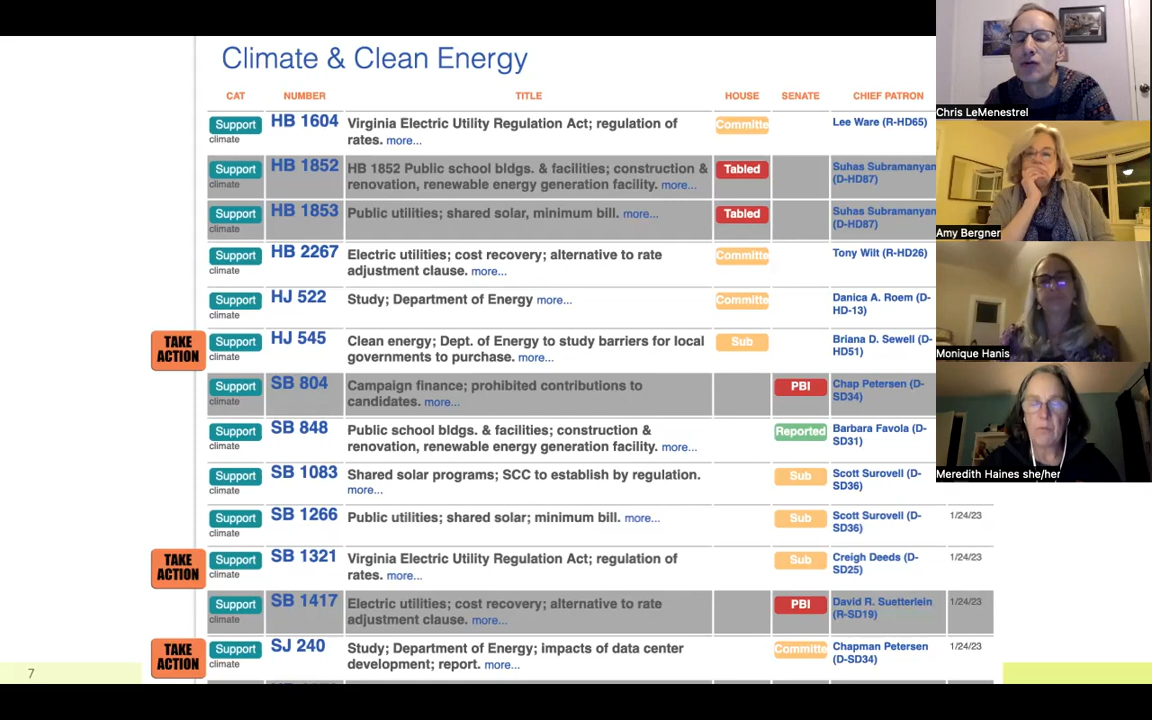 Climate & Clean Energy
CAT NUMBER TITLE HOUSE SENATE CHIEF PATRON
Support HB 1604 Virginia Electric Utility Regulation Act; regulation of Committe Lee Ware (R-HD65)
climate rates. more...
Support HB 1852 HB 1852 Public school bldgs. & facilities; construction & Tabled Suhas Subramanyan
climate renovation, renewable energy generation facility. more... (D-HD87)
Support HB 1853 Public utilities; shared solar, minimum bill. more... Tabled Suhas Subramanyan
climate (D-HD87)
Support HB 2267 Electric utilities; cost recovery; alternative to rate Committe Tony Wilt (R-HD26)
climate adjustment clause. more...
Support HJ 522 Study; Department of Energy more... Committe Danica A. Roem (D-
climate HD-13)
TAKE Support HJ 545 Clean energy; Dept. of Energy to study barriers for local Sub Briana D. Sewell (D-
ACTION climate governments to purchase. more... HD51)
Support SB 804 Campaign finance; prohibited contributions to PBI Chap Petersen (D-
climate candidates. more... SD34)
Support SB 848 Public school bldgs. & facilities; construction & Reported Barbara Favola (D-
climate renovation, renewable energy generation facility. more... SD31)
Support SB 1083 Shared solar programs; SCC to establish by regulation. Sub Scott Surovell (D-
climate more... SD36)
Support SB 1266 Public utilities; shared solar; minimum bill. more... Sub Scott Surovell (D- 1/24/23
climate SD36)
TAKE Support SB 1321 Virginia Electric Utility Regulation Act; regulation of Sub Creigh Deeds (D- 1/24/23
ACTION climate rates. more... SD25)
Support SB 1417 Electric utilities; cost recovery; alternative to rate PBI David R. Suetterlein 1/24/23
climate adjustment clause. more... (R-SD19)
TAKE Support SJ 240 Study; Department of Energy; impacts of data center Committe Chapman Petersen 1/24/23
ACTION climate development; report. more... (D-SD34)
7
Chris LeMenestrel
Amy Bergner
Monique Hanis
Meredith Haines she/her